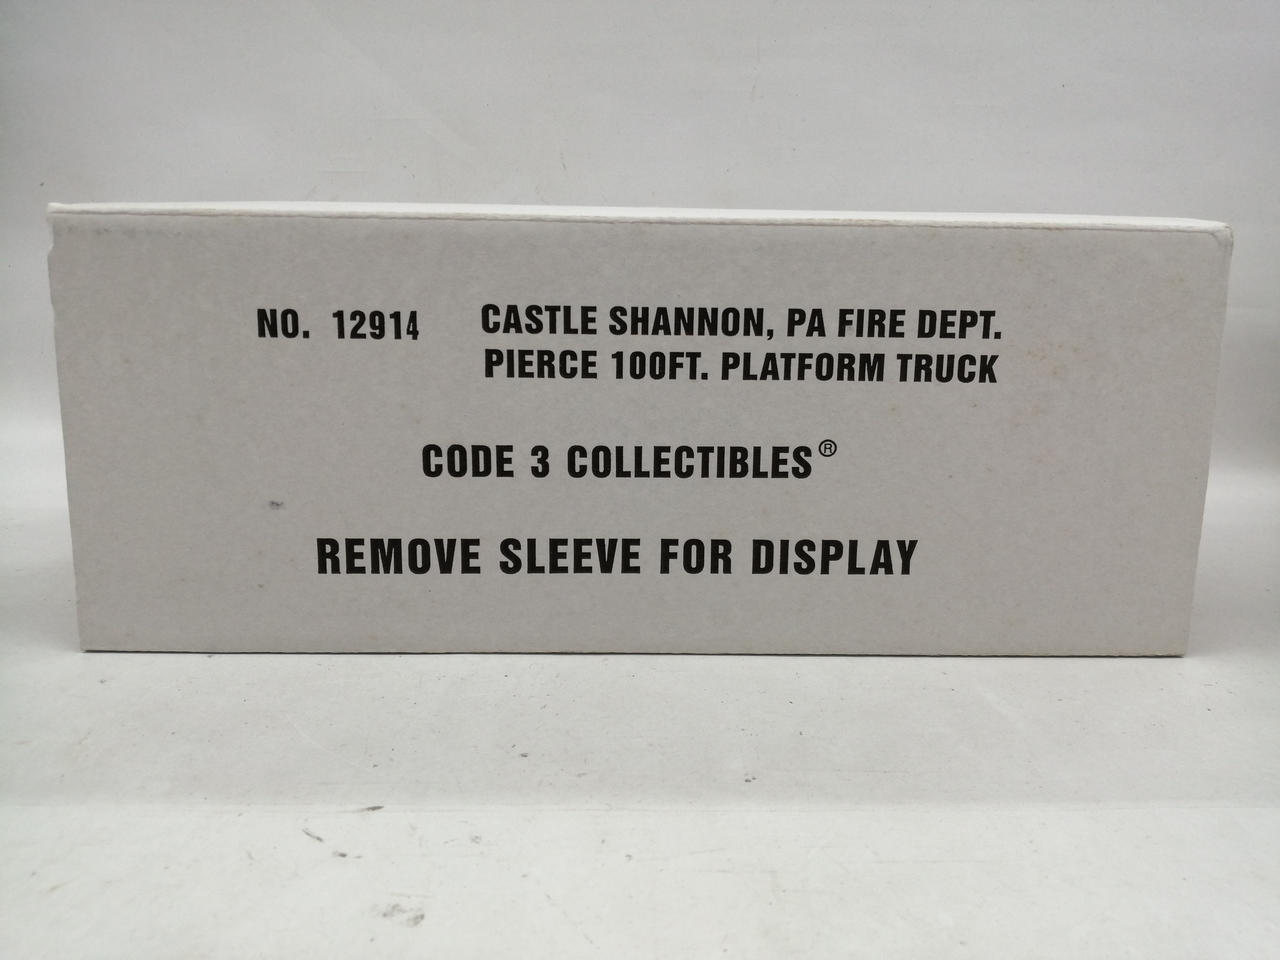 NO. 12914 CASTLE SHANNON, PA FIRE DEPT.
PIERCE 100FT. PLATFORM TRUCK
CODE 3 COLLECTIBLES®
REMOVE SLEEVE FOR DISPLAY